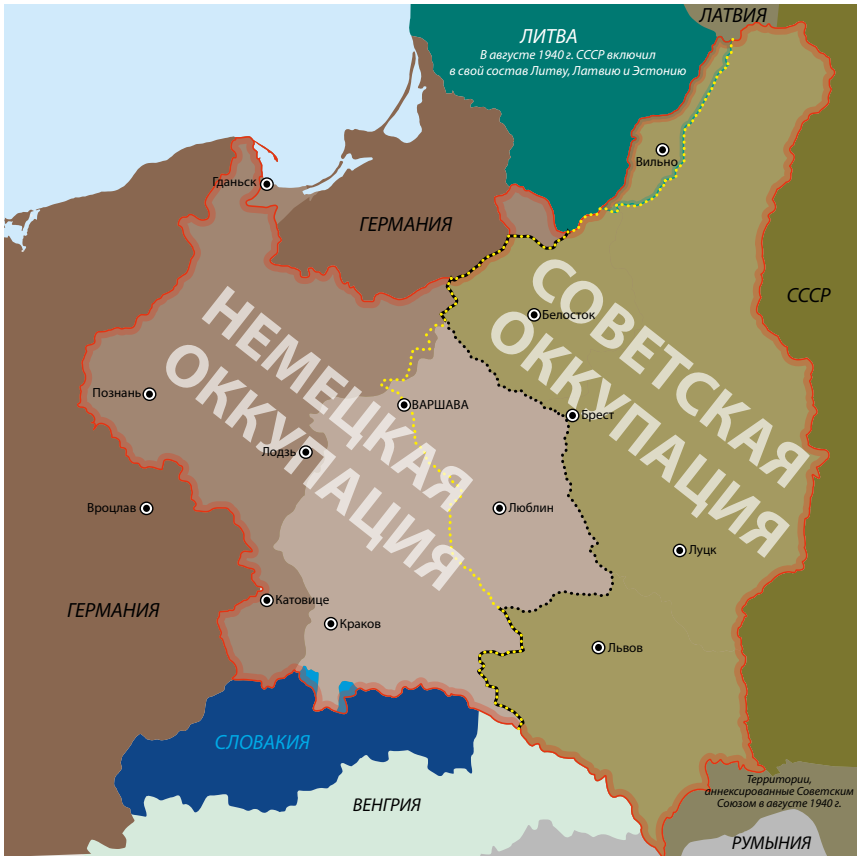 ЛАТВИЯ
ЛИТВА
В августе 1940 г. СССР включил
в свой состав Литву, Латвию и Эстонию
Вильно
Гданьск
ГЕРМАНИЯ
СССР
СОВЕТСКАЯ
ОККУПАЦИЯ
НЕМЕЦКАЯ
ОККУПАЦИЯ
Белосток
Познань
ВАРШАВА
Брест
Лодзь
Вроцлав
Люблин
Луцк
ГЕРМАНИЯ
Катовице
Краков
Львов
СЛОВАКИЯ
ВЕНГРИЯ
Территории,
аннексированные Советским
Союзом в августе 1940 г.
РУМЫНИЯ